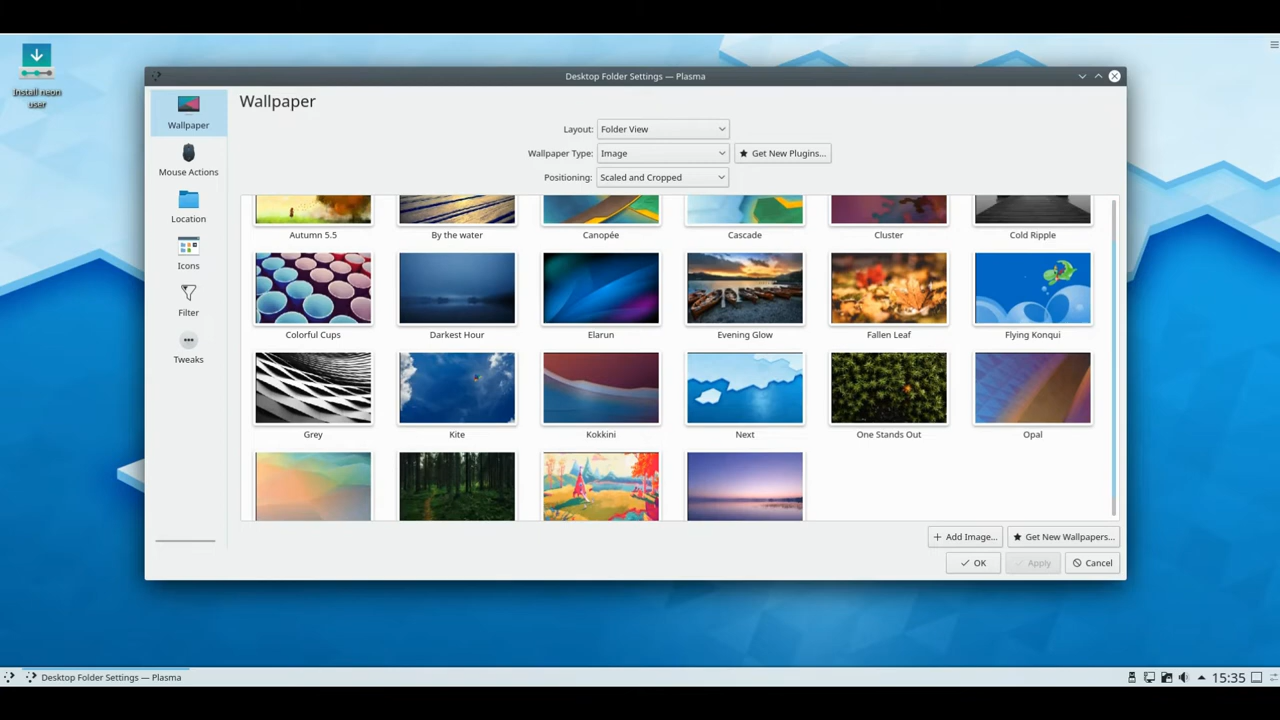 Install neon
user
Desktop Folder Settings — Plasma
Wallpaper
Mouse Actions
Location
Icons
Filter
Tweaks
Wallpaper
Layout: Folder View
Wallpaper Type: Image Get New Plugins...
Positioning: Scaled and Cropped
Autumn 5.5 By the water Canopée Cascade Cluster Cold Ripple
Colorful Cups Darkest Hour Elarun Evening Glow Fallen Leaf Flying Konqui
Grey Kite Kokkini Next One Stands Out Opal
Add Image... Get New Wallpapers...
OK Apply Cancel
Desktop Folder Settings — Plasma
15:35